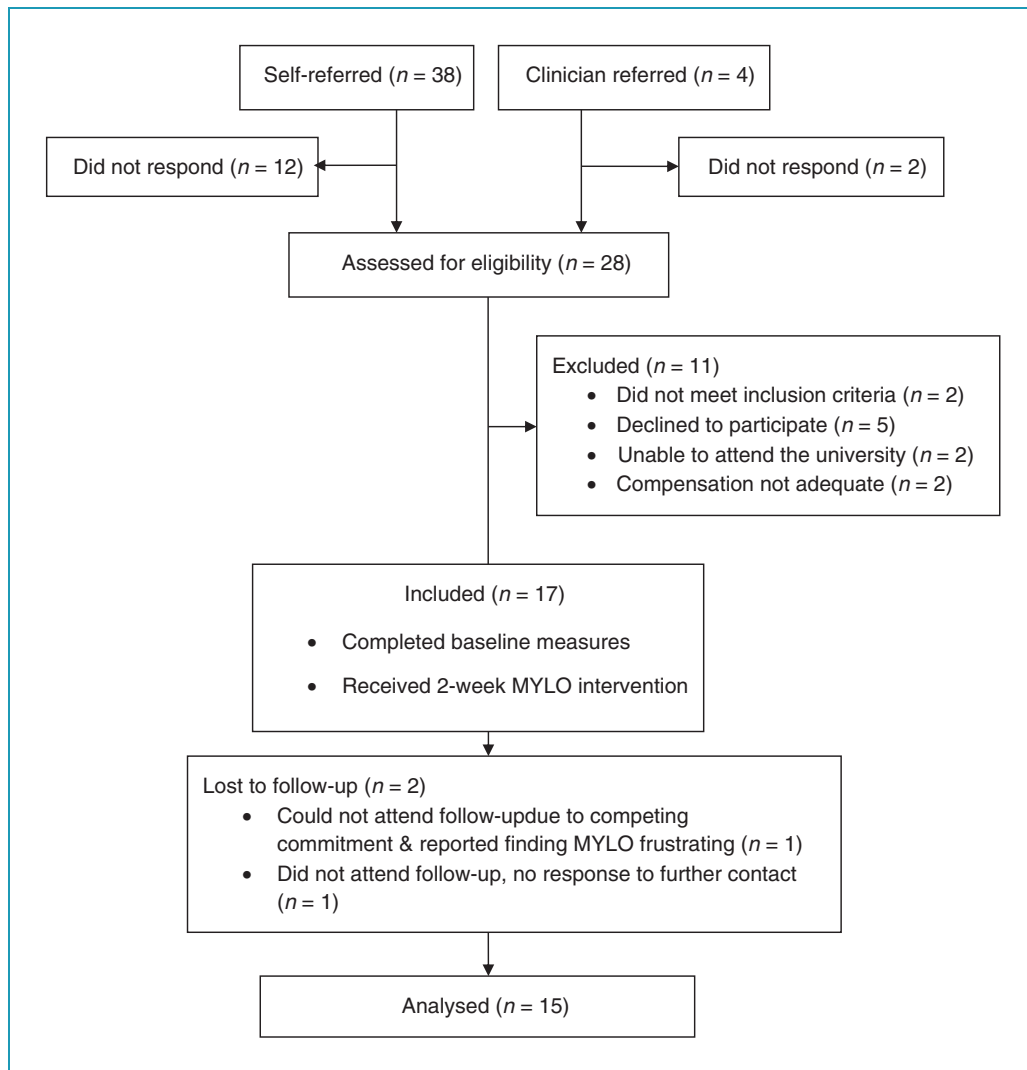 Self-referred (n = 38)
Clinician referred (n = 4)
Did not respond (n = 12)
Did not respond (n = 2)
Assessed for eligibility (n = 28)
Excluded (n = 11)
• Did not meet inclusion criteria (n = 2)
• Declined to participate (n = 5)
• Unable to attend the university (n = 2)
• Compensation not adequate (n = 2)
Included (n = 17)
• Completed baseline measures
• Received 2-week MYLO intervention
Lost to follow-up (n = 2)
• Could not attend follow-updue to competing
commitment & reported finding MYLO frustrating (n = 1)
• Did not attend follow-up, no response to further contact
(n = 1)
Analysed (n = 15)